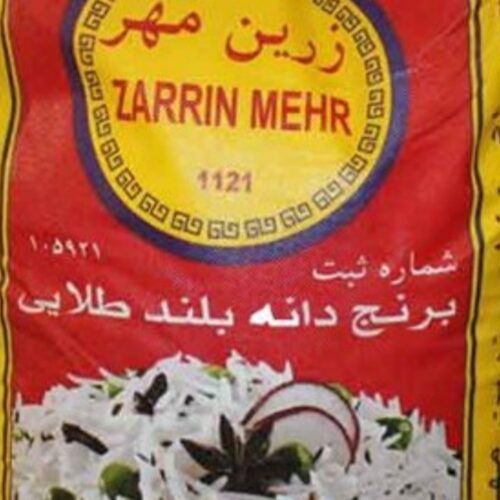 زرین مهر
ZARRIN MEHR
1121
شماره ثبت ۱۰۵۹۲۱
برنج دانه بلند طلایی